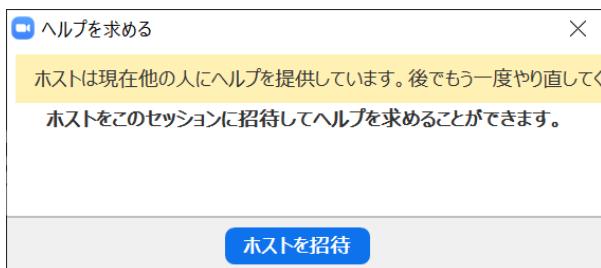 ヘルプを求める
ホストは現在他の人にヘルプを提供しています。後でもう一度やり直してく
ホストをこのセッションに招待してヘルプを求めることができます。
ホストを招待